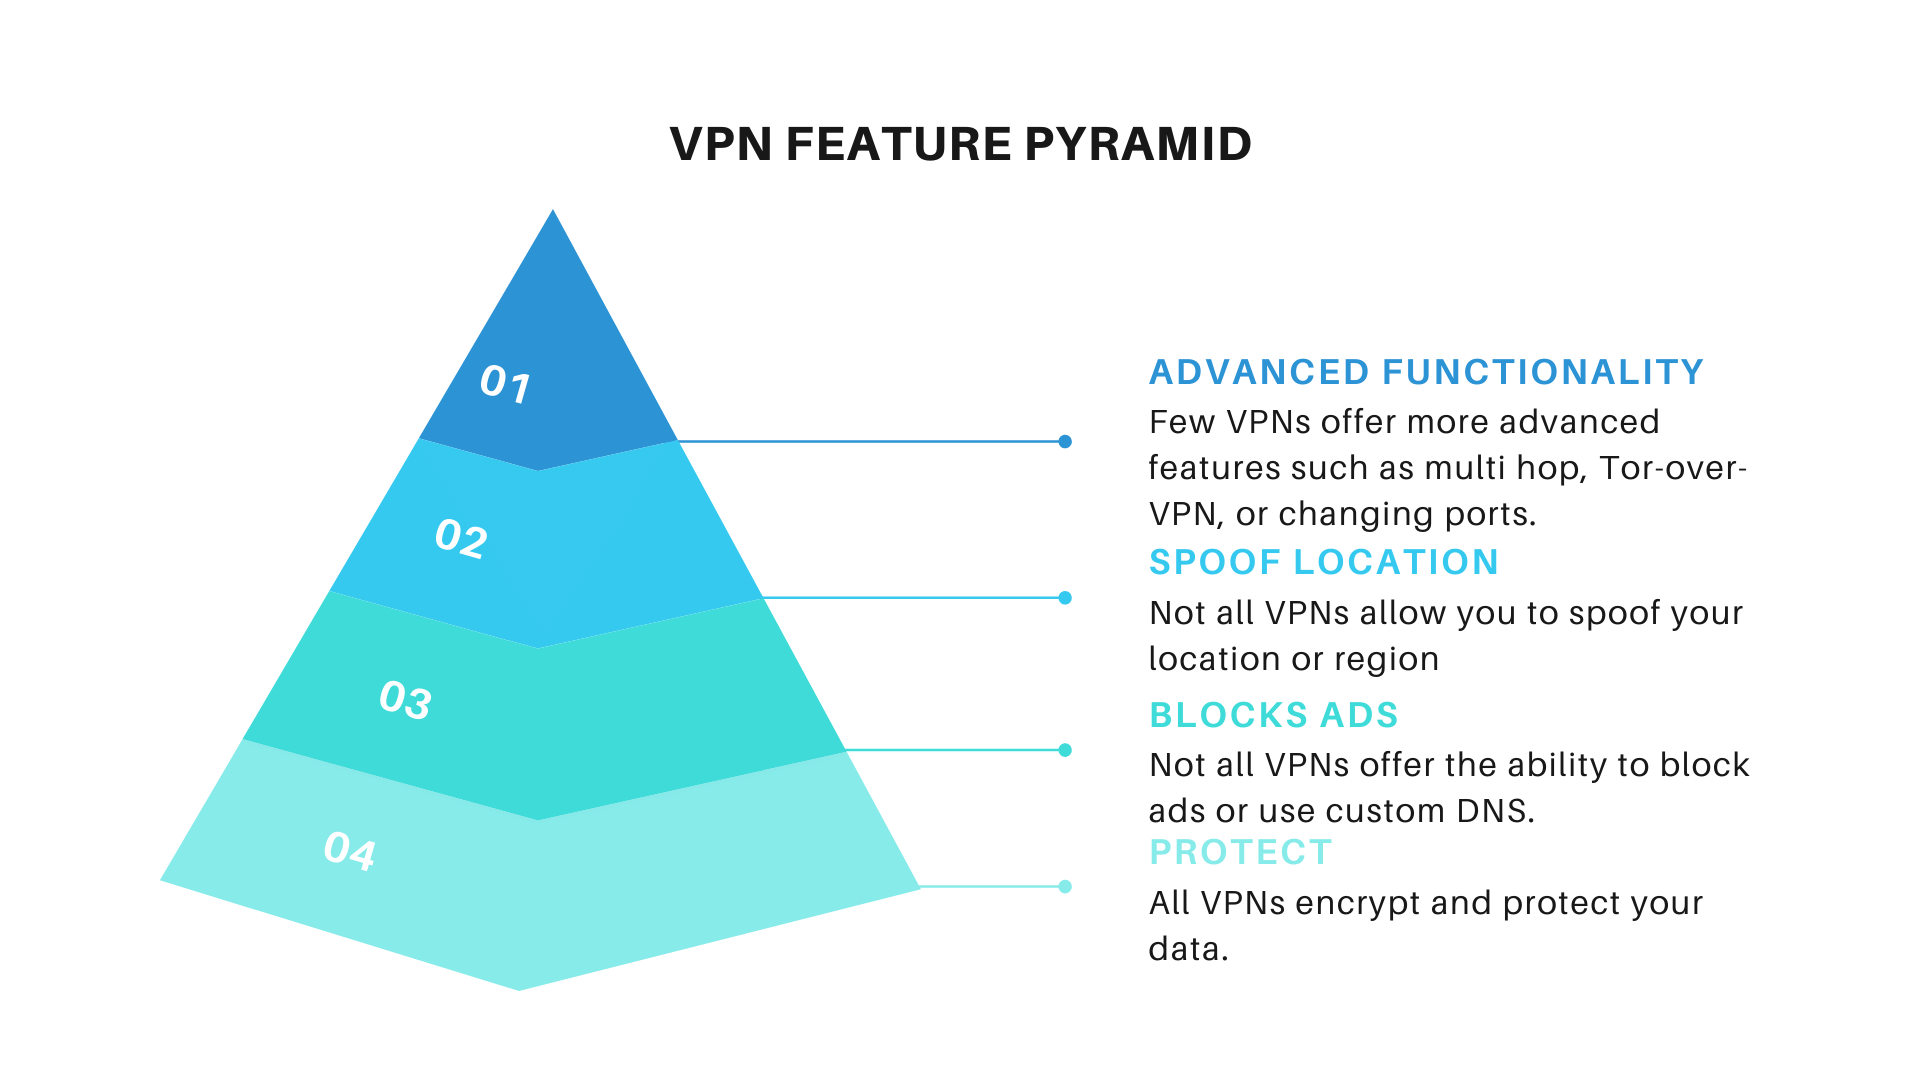 VPN FEATURE PYRAMID
01
ADVANCED FUNCTIONALITY
Few VPNs offer more advanced
features such as multi hop, Tor-over-
VPN, or changing ports.
02
SPOOF LOCATION
Not all VPNs allow you to spoof your
location or region
03
BLOCKS ADS
Not all VPNs offer the ability to block
ads or use custom DNS.
04
PROTECT
All VPNs encrypt and protect your
data.